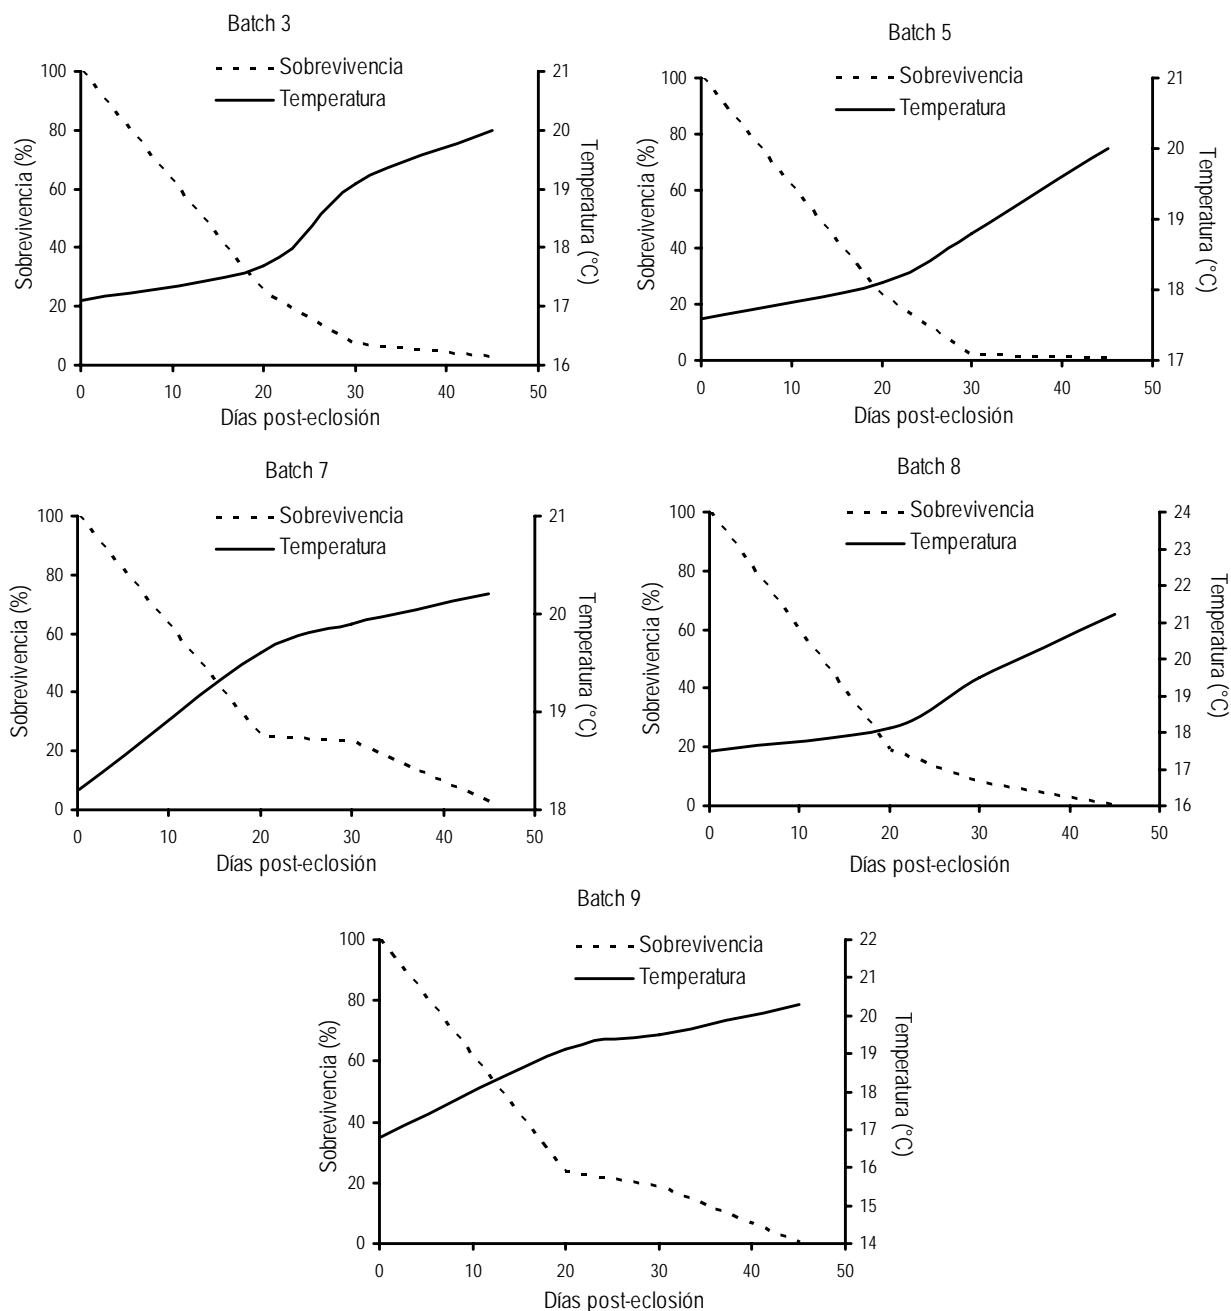 Batch 3
Sobrevivencia
Temperatura
Sobrevivencia (%)
100
80
60
40
20
0
21
20
19
18
17
16
Temperatura (°C)
0 10 20 30 40 50
Días post-eclosión
Batch 5
Sobrevivencia
Temperatura
Sobrevivencia (%)
100
80
60
40
20
0
21
20
19
18
17
Temperatura (°C)
0 10 20 30 40 50
Días post-eclosión
Batch 7
Sobrevivencia
Temperatura
Sobrevivencia (%)
100
80
60
40
20
0
21
20
19
18
Temperatura (°C)
0 10 20 30 40 50
Días post-eclosión
Batch 8
Sobrevivencia
Temperatura
Sobrevivencia (%)
100
80
60
40
20
0
24
23
22
21
20
19
18
17
16
Temperatura (°C)
0 10 20 30 40 50
Días post-eclosión
Batch 9
Sobrevivencia
Temperatura
Sobrevivencia (%)
100
80
60
40
20
0
22
21
20
19
18
17
16
15
14
Temperatura (°C)
0 10 20 30 40 50
Días post-eclosión